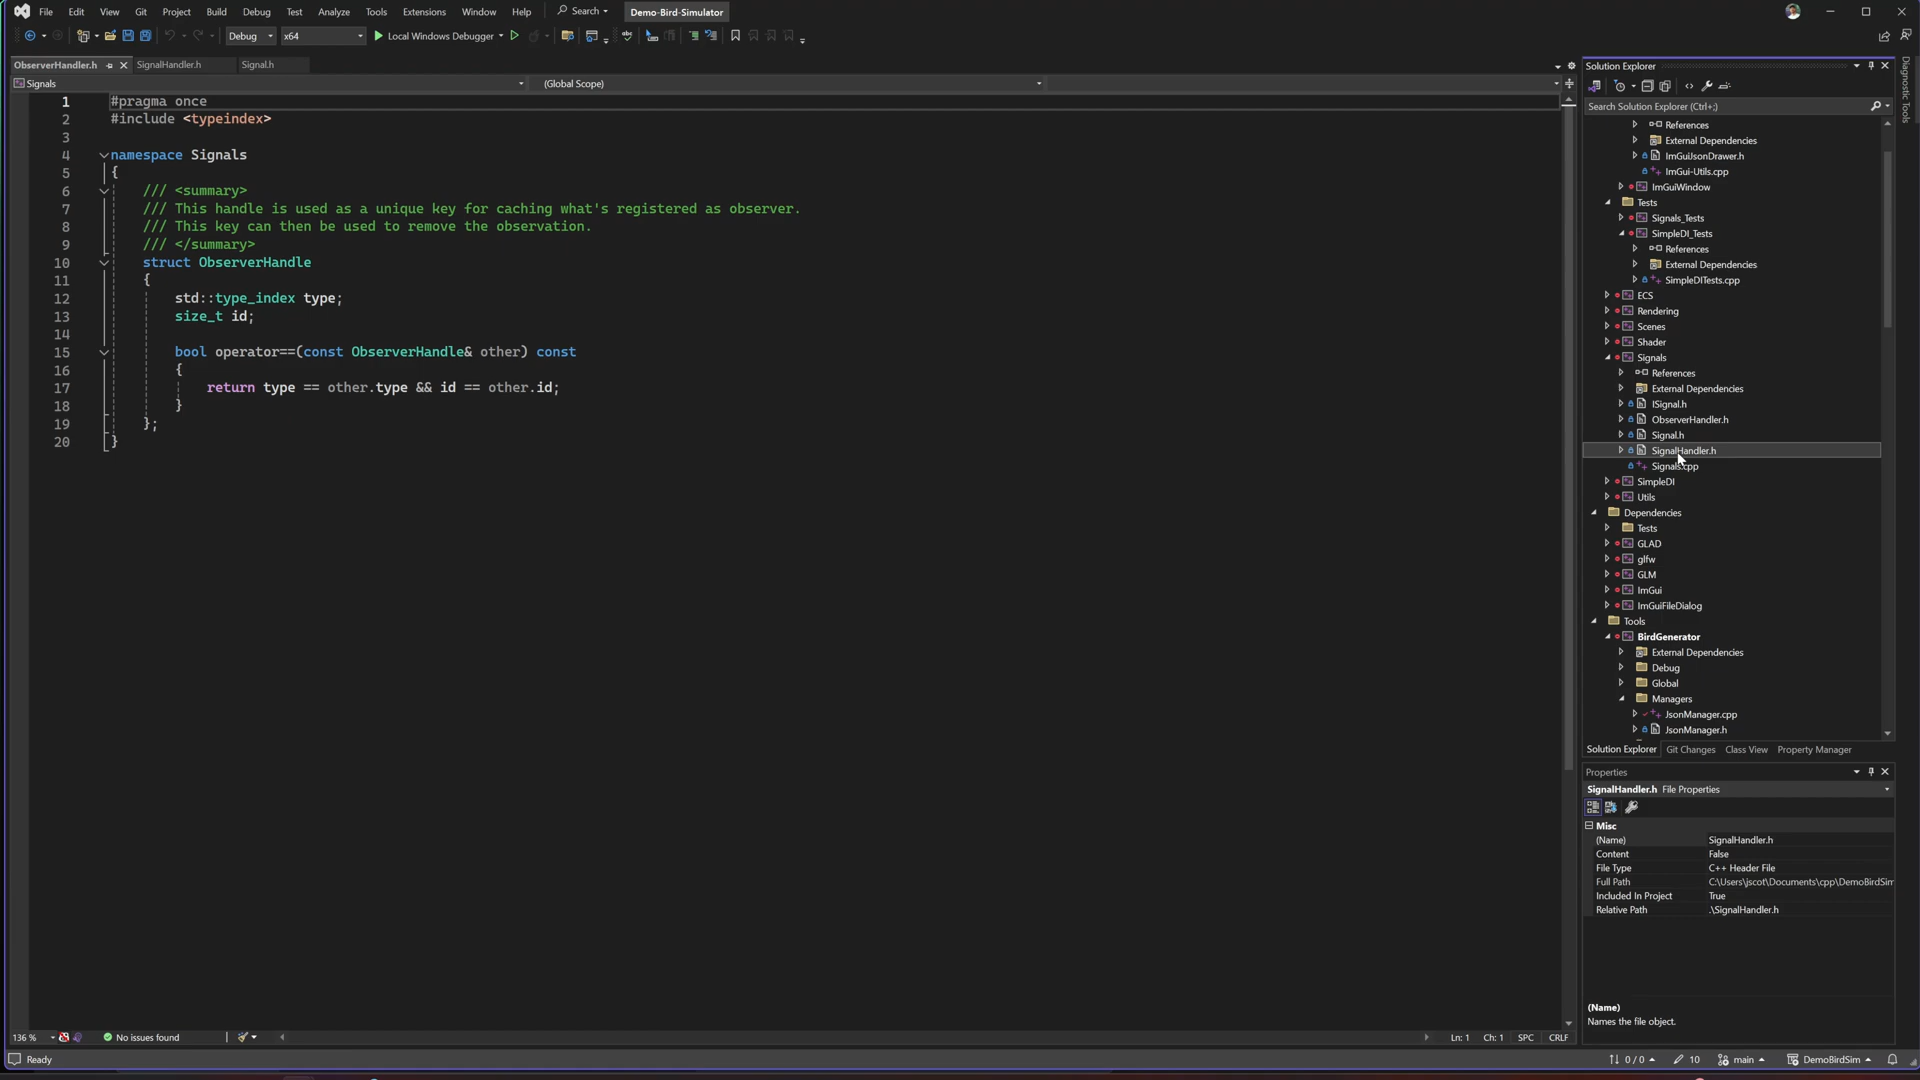 File Edit View Git Project Build Debug Test Analyze Tools Extensions Window Help Search Demo-Bird-Simulator
Debug x64 Local Windows Debugger
ObserverHandler.h SignalHandler.h Signal.h
Signals (Global Scope)
1 #pragma once
2 #include <typeindex>
3
4 namespace Signals
5 {
6 /// <summary>
7 /// This handle is used as a unique key for caching what's registered as observer.
8 /// This key can then be used to remove the observation.
9 /// </summary>
10 struct ObserverHandle
11 {
12 std::type_index type;
13 size_t id;
14
15 bool operator==(const ObserverHandle& other) const
16 {
17 return type == other.type && id == other.id;
18 }
19 };
20 }
136 % No issues found Ln: 1 Ch: 1 SPC CRLF
Ready 0 / 0 10 main DemoBirdSim
Solution Explorer
Search Solution Explorer (Ctrl+;)
References
External Dependencies
ImGuiJsonDrawer.h
ImGui-Utils.cpp
ImGuiWindow
Tests
Signals_Tests
SimpleDI_Tests
References
External Dependencies
SimpleDITests.cpp
ECS
Rendering
Scenes
Shader
Signals
References
External Dependencies
ISignal.h
ObserverHandler.h
Signal.h
SignalHandler.h
Signals.cpp
SimpleDI
Utils
Dependencies
Tests
GLAD
glfw
GLM
ImGui
ImGuiFileDialog
Tools
BirdGenerator
External Dependencies
Debug
Global
Managers
JsonManager.cpp
JsonManager.h
Solution Explorer Git Changes Class View Property Manager
Properties
SignalHandler.h File Properties
Misc
(Name) SignalHandler.h
Content False
File Type C++ Header File
Full Path C:\Users\jscot\Documents\cpp\DemoBirdSim
Included In Project True
Relative Path .\SignalHandler.h
(Name)
Names the file object.
Diagnostic Tools